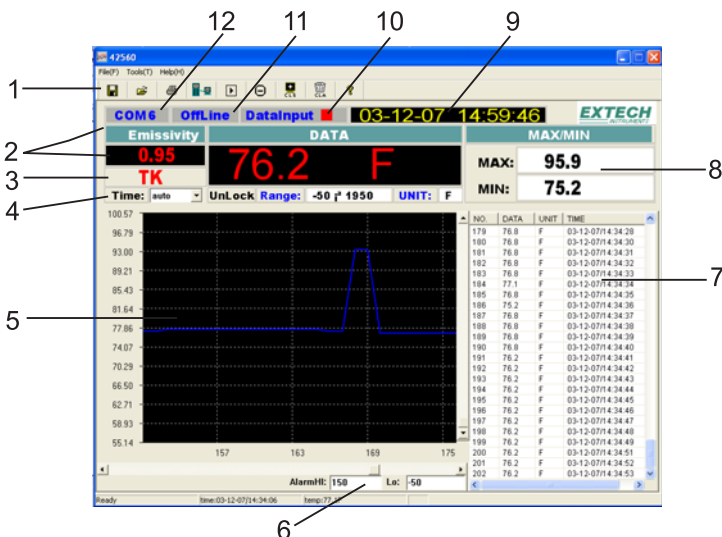 12 11 10 9
42560
File(F) Tools(T) Help(H)
1
CLS CLA
COM6 OffLine DataInput 03-12-07 14:59:46 EXTECH
INSTRUMENTS
2 Emissivity DATA MAX/MIN
0.95 76.2 F MAX: 95.9 8
3 TK MIN: 75.2
4 Time: auto UnLock Range: -50 ¡ª 1950 UNIT: F
NO. DATA UNIT TIME
179 76.8 F 03-12-07/14:34:28
180 76.8 F 03-12-07/14:34:30
181 76.8 F 03-12-07/14:34:31
182 76.8 F 03-12-07/14:34:32
183 76.8 F 03-12-07/14:34:33
184 77.1 F 03-12-07/14:34:34
7
185 76.8 F 03-12-07/14:34:35
186 75.2 F 03-12-07/14:34:36
187 76.8 F 03-12-07/14:34:37
188 76.8 F 03-12-07/14:34:38
189 76.8 F 03-12-07/14:34:39
190 76.8 F 03-12-07/14:34:40
191 76.2 F 03-12-07/14:34:41
192 76.2 F 03-12-07/14:34:42
193 76.2 F 03-12-07/14:34:43
194 76.2 F 03-12-07/14:34:44
195 76.2 F 03-12-07/14:34:45
196 76.2 F 03-12-07/14:34:46
197 76.2 F 03-12-07/14:34:47
198 76.2 F 03-12-07/14:34:48
199 76.2 F 03-12-07/14:34:49
200 76.2 F 03-12-07/14:34:51
201 76.2 F 03-12-07/14:34:52
202 76.2 F 03-12-07/14:34:53
100.57
96.79
93.00
89.21
85.43
5
81.64
77.86
74.07
70.29
66.50
62.71
58.93
55.14
157 163 169 175
AlarmHI: 150 Lo: -50
Ready time:03-12-07/14:34:06
6